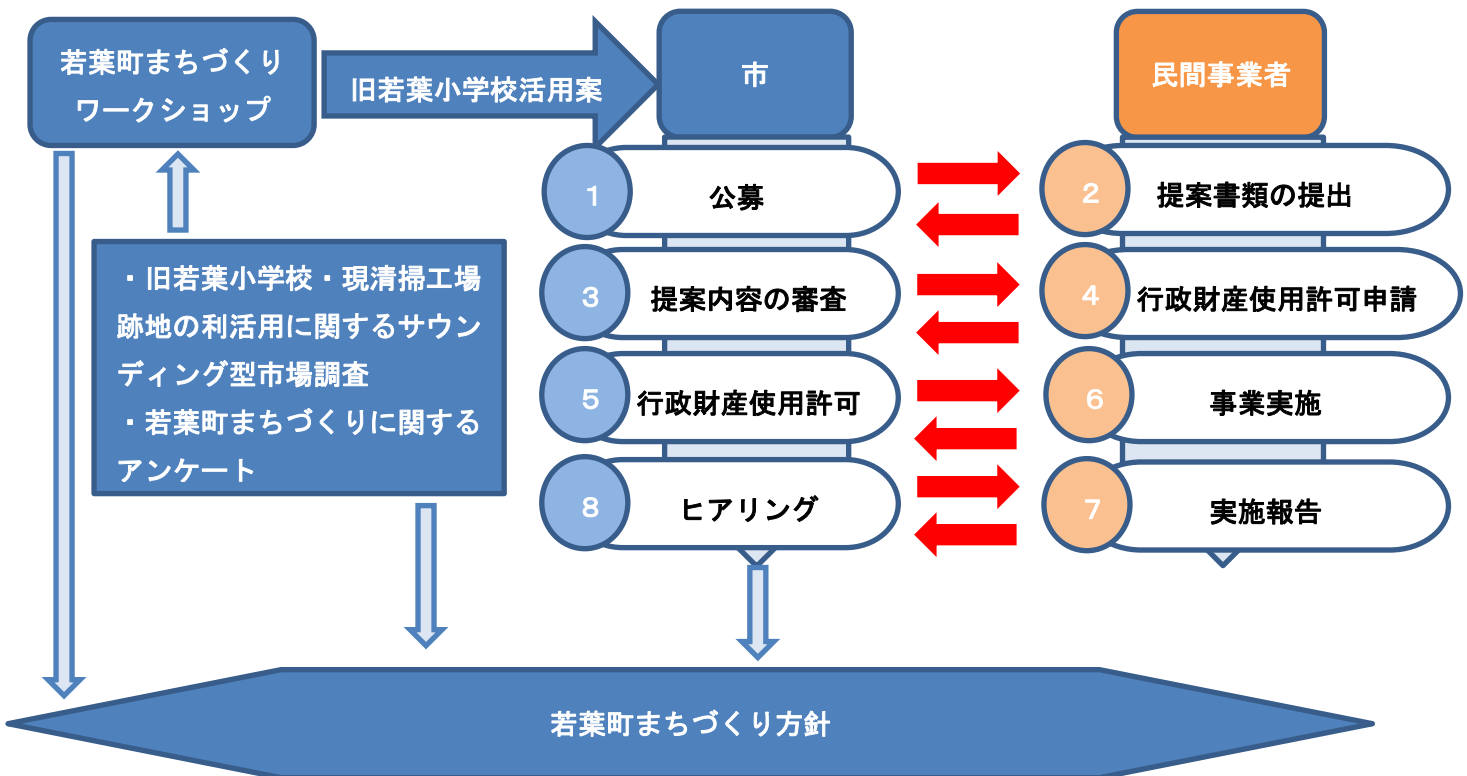 若葉町まちづくり
ワークショップ
旧若葉小学校活用案
市
民間事業者
1
公募
2
提案書類の提出
3
提案内容の審査
4
行政財産使用許可申請
5
行政財産使用許可
6
事業実施
8
ヒアリング
7
実施報告
・旧若葉小学校・現清掃工場
跡地の利活用に関するサウン
ディング型市場調査
・若葉町まちづくりに関する
アンケート
若葉町まちづくり方針